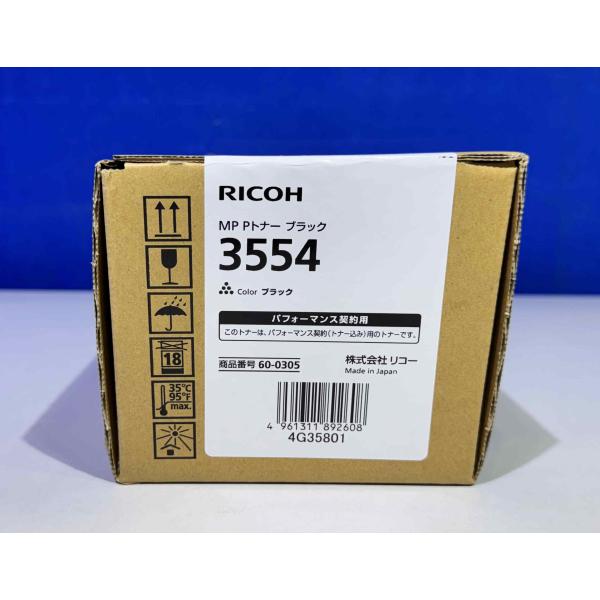 RICOH
MP Pトナー ブラック
3554
Color ブラック
パフォーマンス契約用
このトナーは、パフォーマンス契約(トナー込み)用のトナーです。
商品番号 60-0305
株式会社 リコー
Made in Japan
4 961311 892608
4G35801
18
35℃
95°F
max.